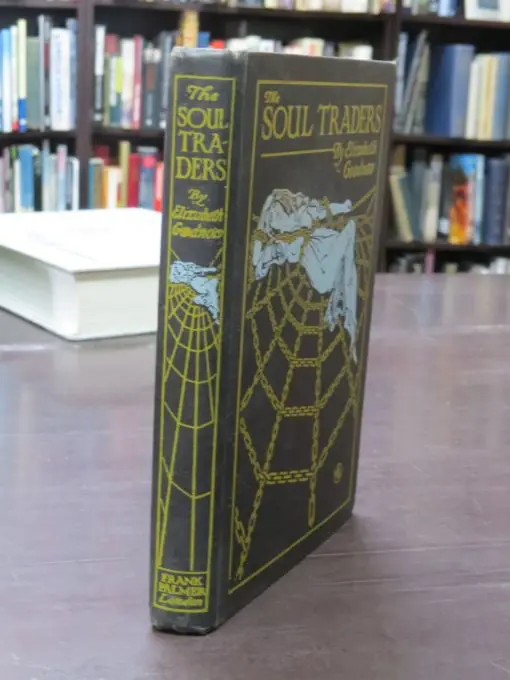 The
SOUL
TRA-
DERS
By
Elizabeth
Goodnow
FRANK
PALMER
London
The
SOUL TRADERS
By Elizabeth
Goodnow